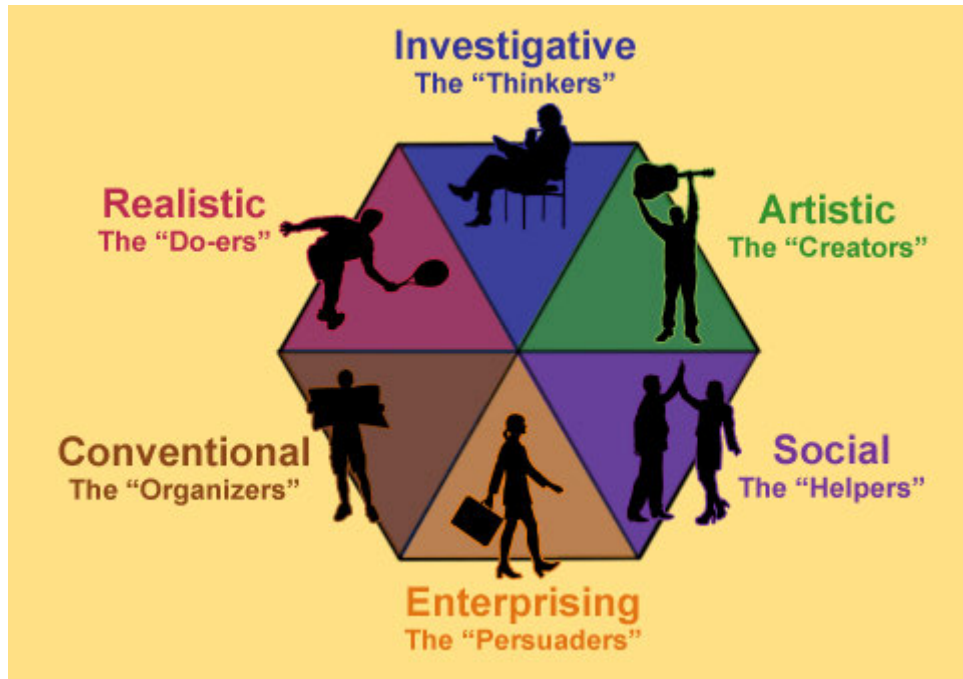 Investigative
The “Thinkers”
Realistic
The “Do-ers”
Artistic
The “Creators”
Conventional
The “Organizers”
Social
The “Helpers”
Enterprising
The “Persuaders”